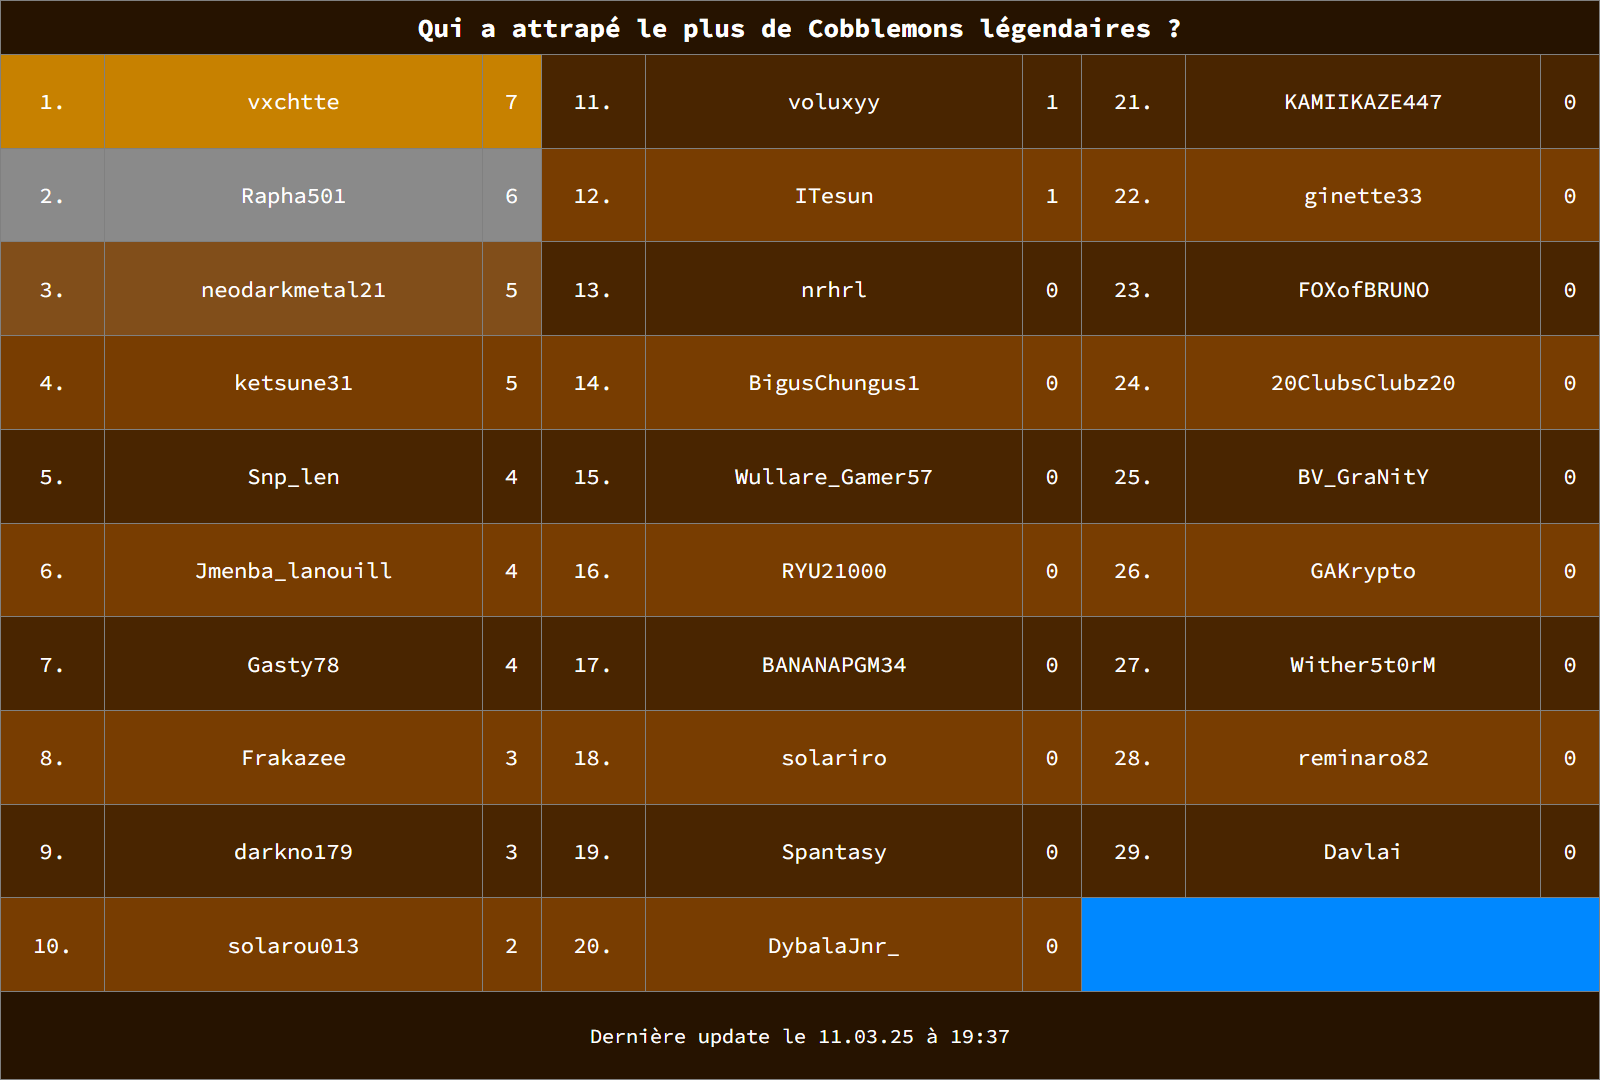 Qui a attrapé le plus de Cobblemons légendaires ?
1. vxchtte 7 11. voluxyy 1 21. KAMIIKAZE447 0
2. Rapha501 6 12. ITesun 1 22. ginette33 0
3. neodarkmetal21 5 13. nrhrl 0 23. FOXofBRUNO 0
4. ketsune31 5 14. BigusChungus1 0 24. 20ClubsClubz20 0
5. Snp_len 4 15. Wullare_Gamer57 0 25. BV_GraNitY 0
6. Jmenba_lanouill 4 16. RYU21000 0 26. GAKrypto 0
7. Gasty78 4 17. BANANAPGM34 0 27. Wither5t0rM 0
8. Frakazee 3 18. solariro 0 28. reminaro82 0
9. darkno179 3 19. Spantasy 0 29. Davlai 0
10. solarou013 2 20. DybalaJnr_ 0
Dernière update le 11.03.25 à 19:37